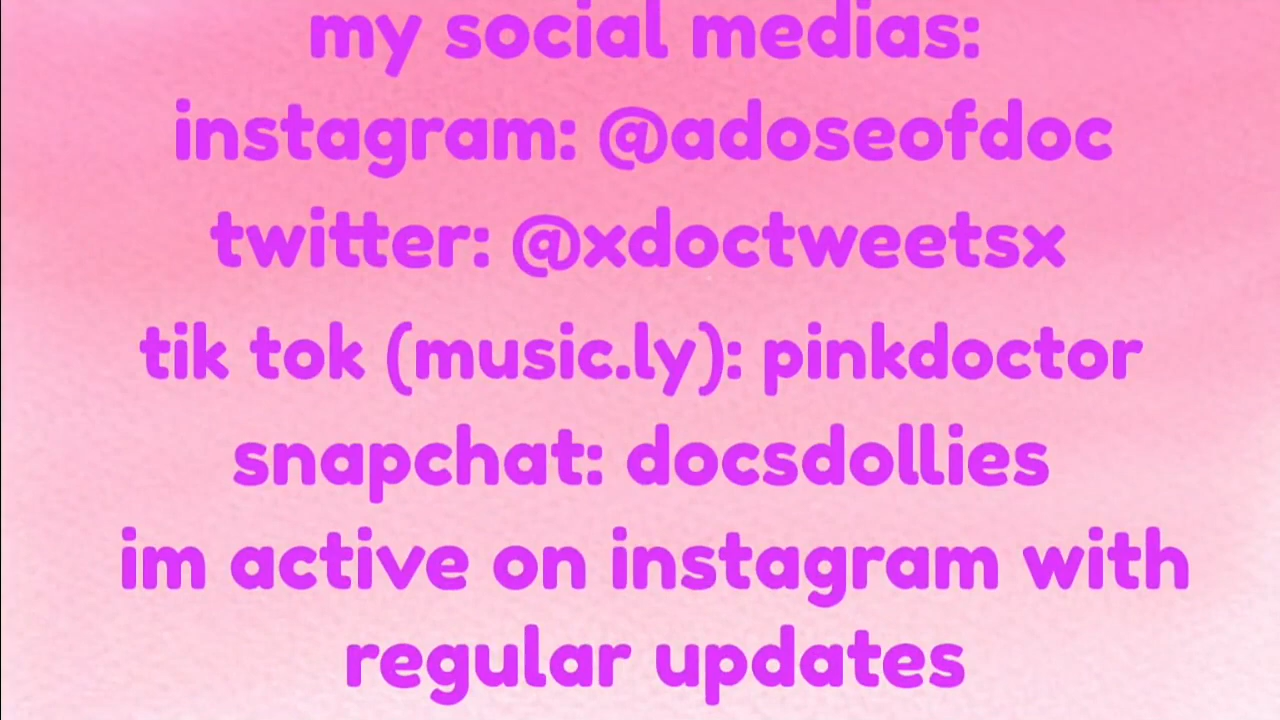 my social medias:
instagram: @adoseofdoc
twitter: @xdoctweetsx
tik tok (music.ly): pinkdoctor
snapchat: docsdollies
im active on instagram with
regular updates